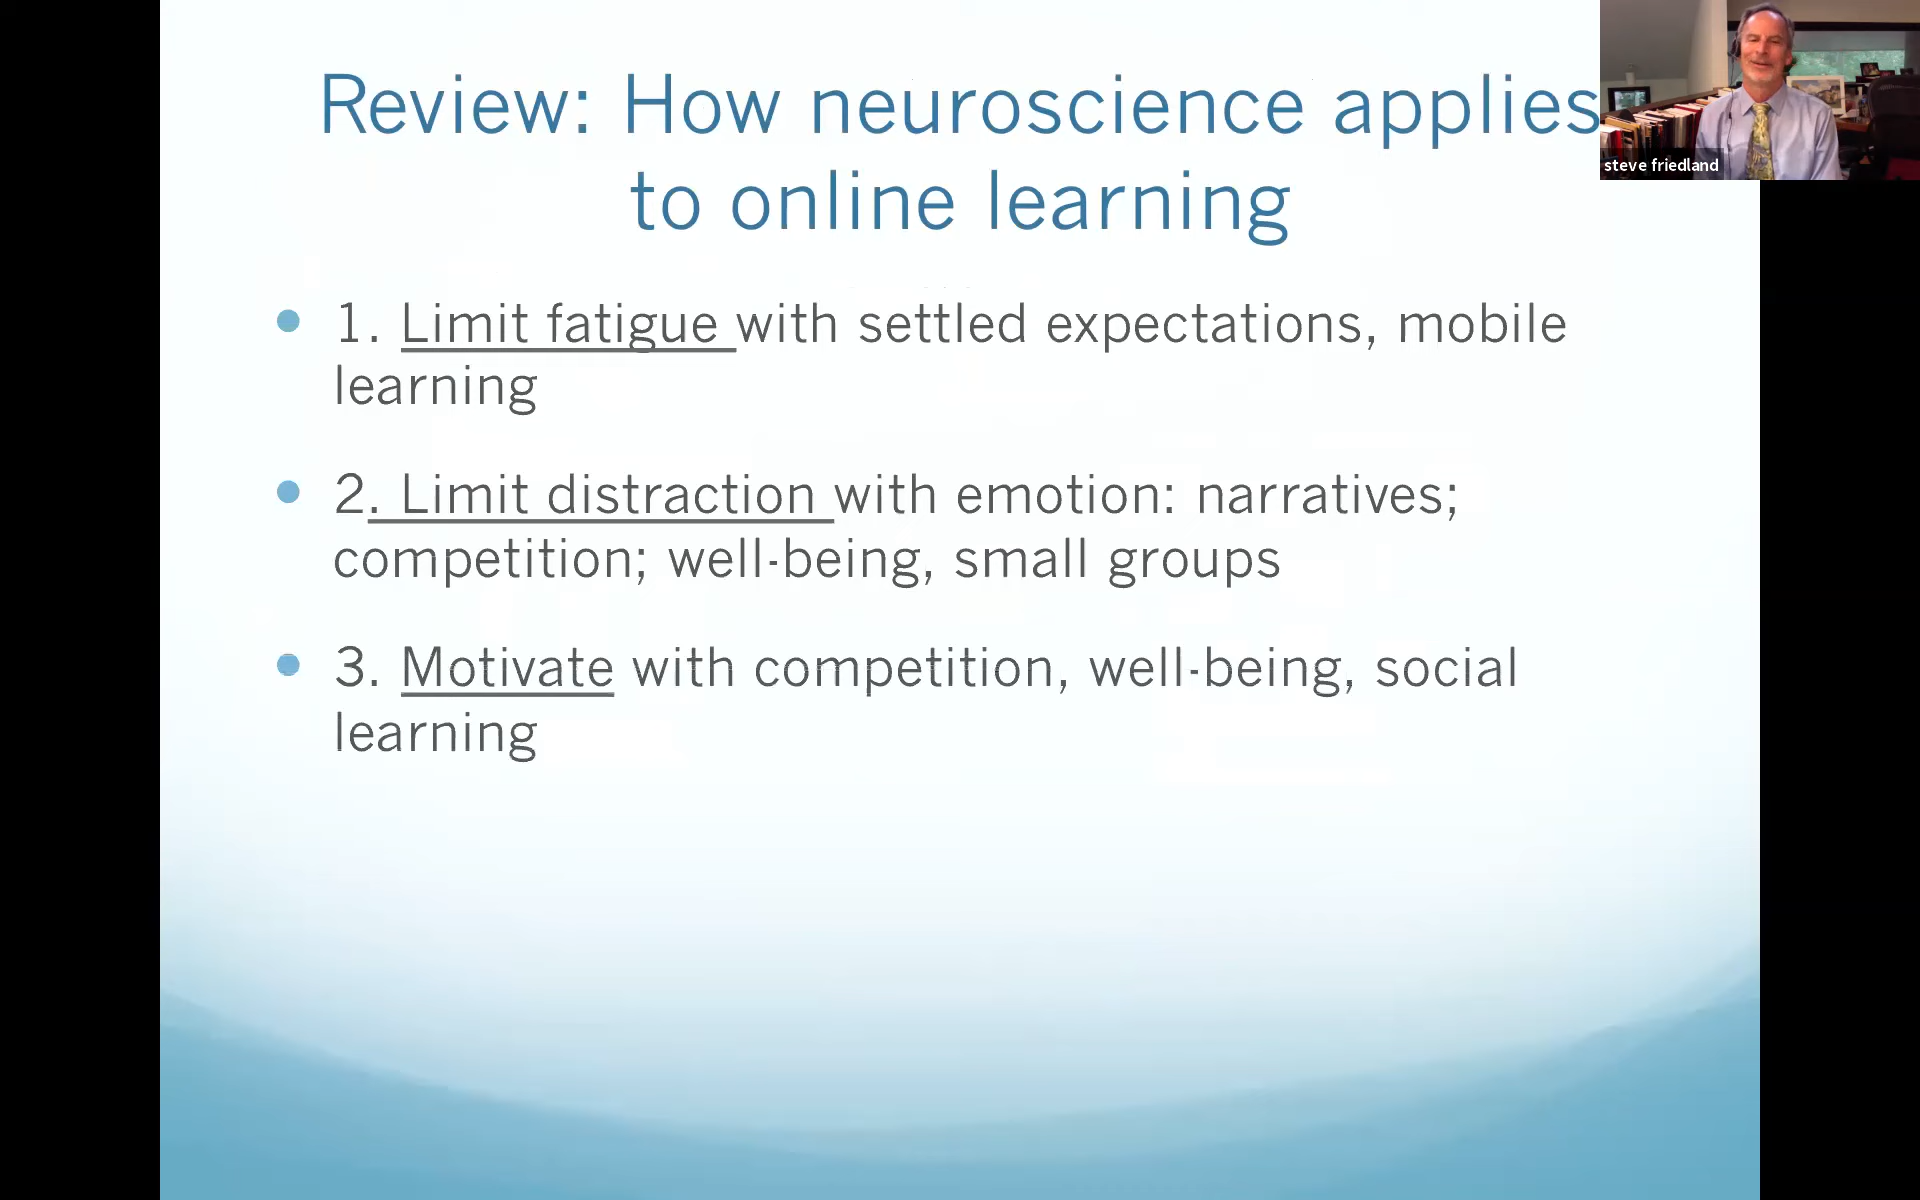 Review: How neuroscience applies
to online learning
steve friedland
• 1. Limit fatigue with settled expectations, mobile
learning
• 2. Limit distraction with emotion: narratives;
competition; well-being, small groups
• 3. Motivate with competition, well-being, social
learning